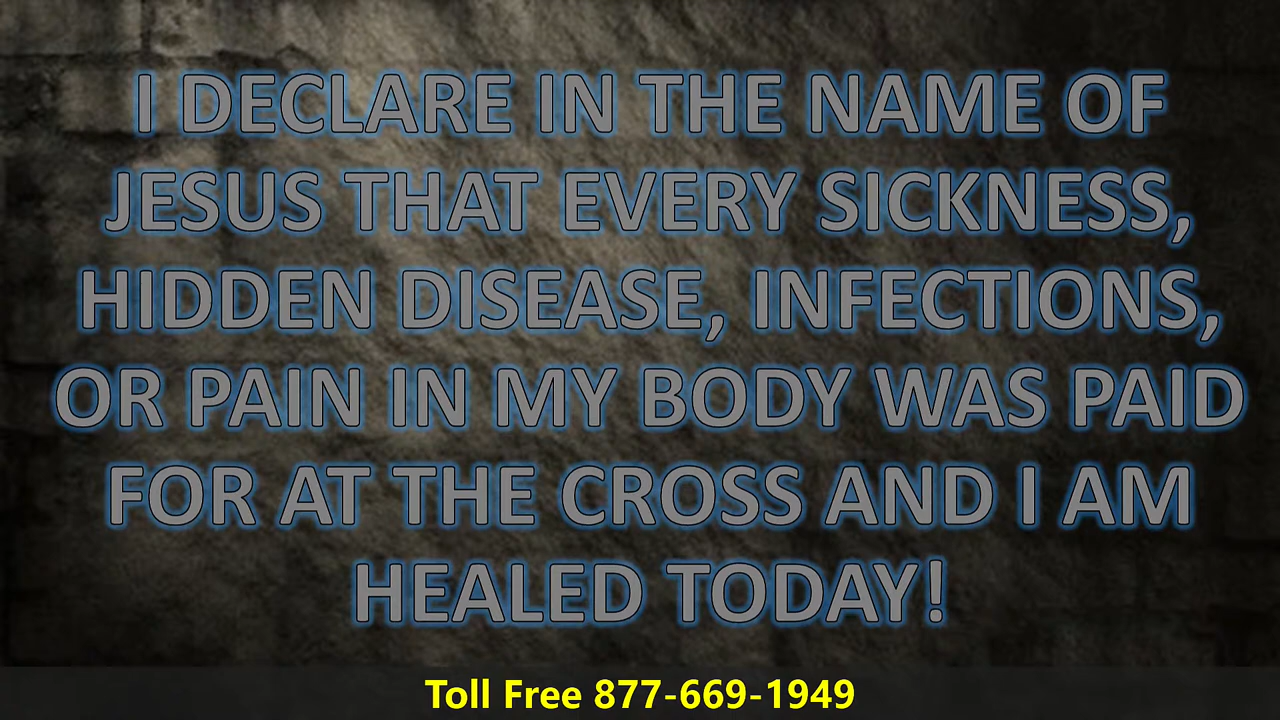 I DECLARE IN THE NAME OF
JESUS THAT EVERY SICKNESS,
HIDDEN DISEASE, INFECTIONS,
OR PAIN IN MY BODY WAS PAID
FOR AT THE CROSS AND I AM
HEALED TODAY!
Toll Free 877-669-1949